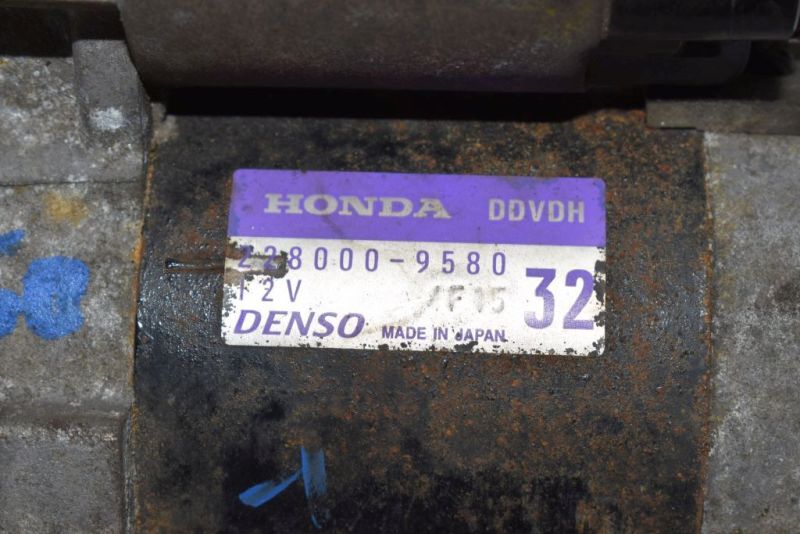 HONDA DDVDH
228000-9580
12V
32
DENSO MADE IN JAPAN